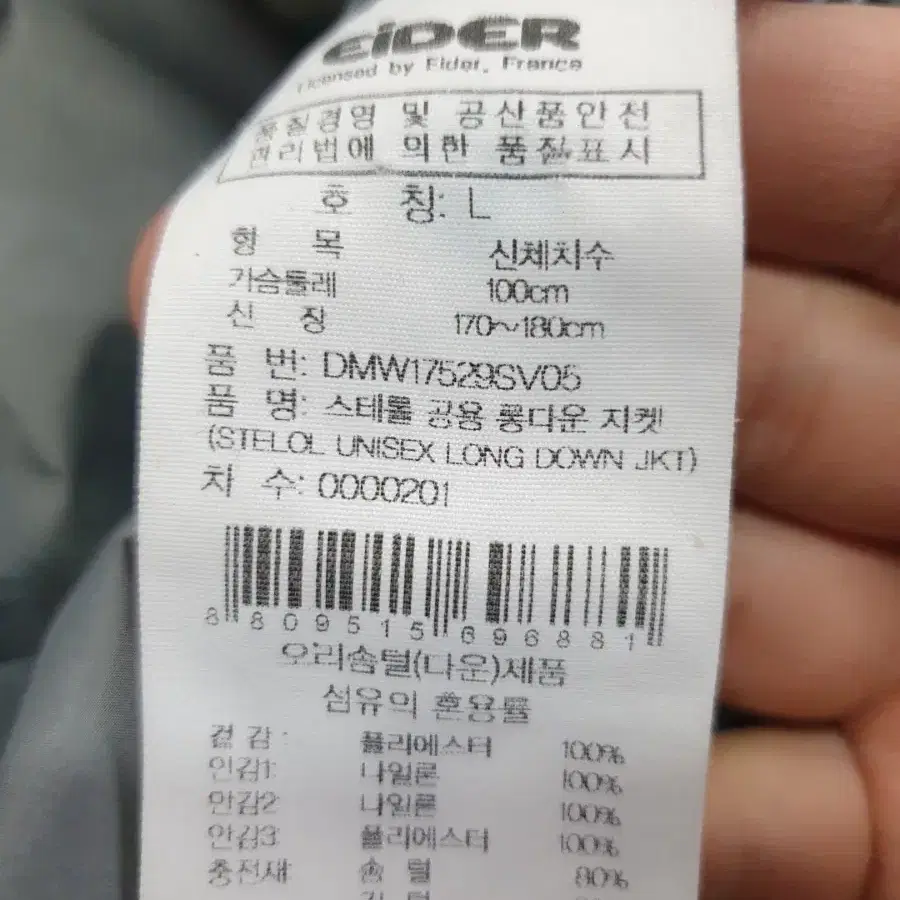 EiDER
Licensed by Eider, France
품질경영 및 공산품안전
관리법에 의한 품질표시
호 칭: L
항 목 신체치수
가슴둘레 100cm
신 장 170~180cm
품 번: DMW17529SV05
품 명: 스테롤 공용 롱다운 자켓
(STELOL UNISEX LONG DOWN JKT)
차 수: 0000201
8 809515 696881
오리솜털(다운)제품
섬유의 혼용률
겉감: 폴리에스터 100%
안감1: 나일론 100%
안감2: 나일론 100%
안감3: 폴리에스터 100%
충전재: 솜 털 80%